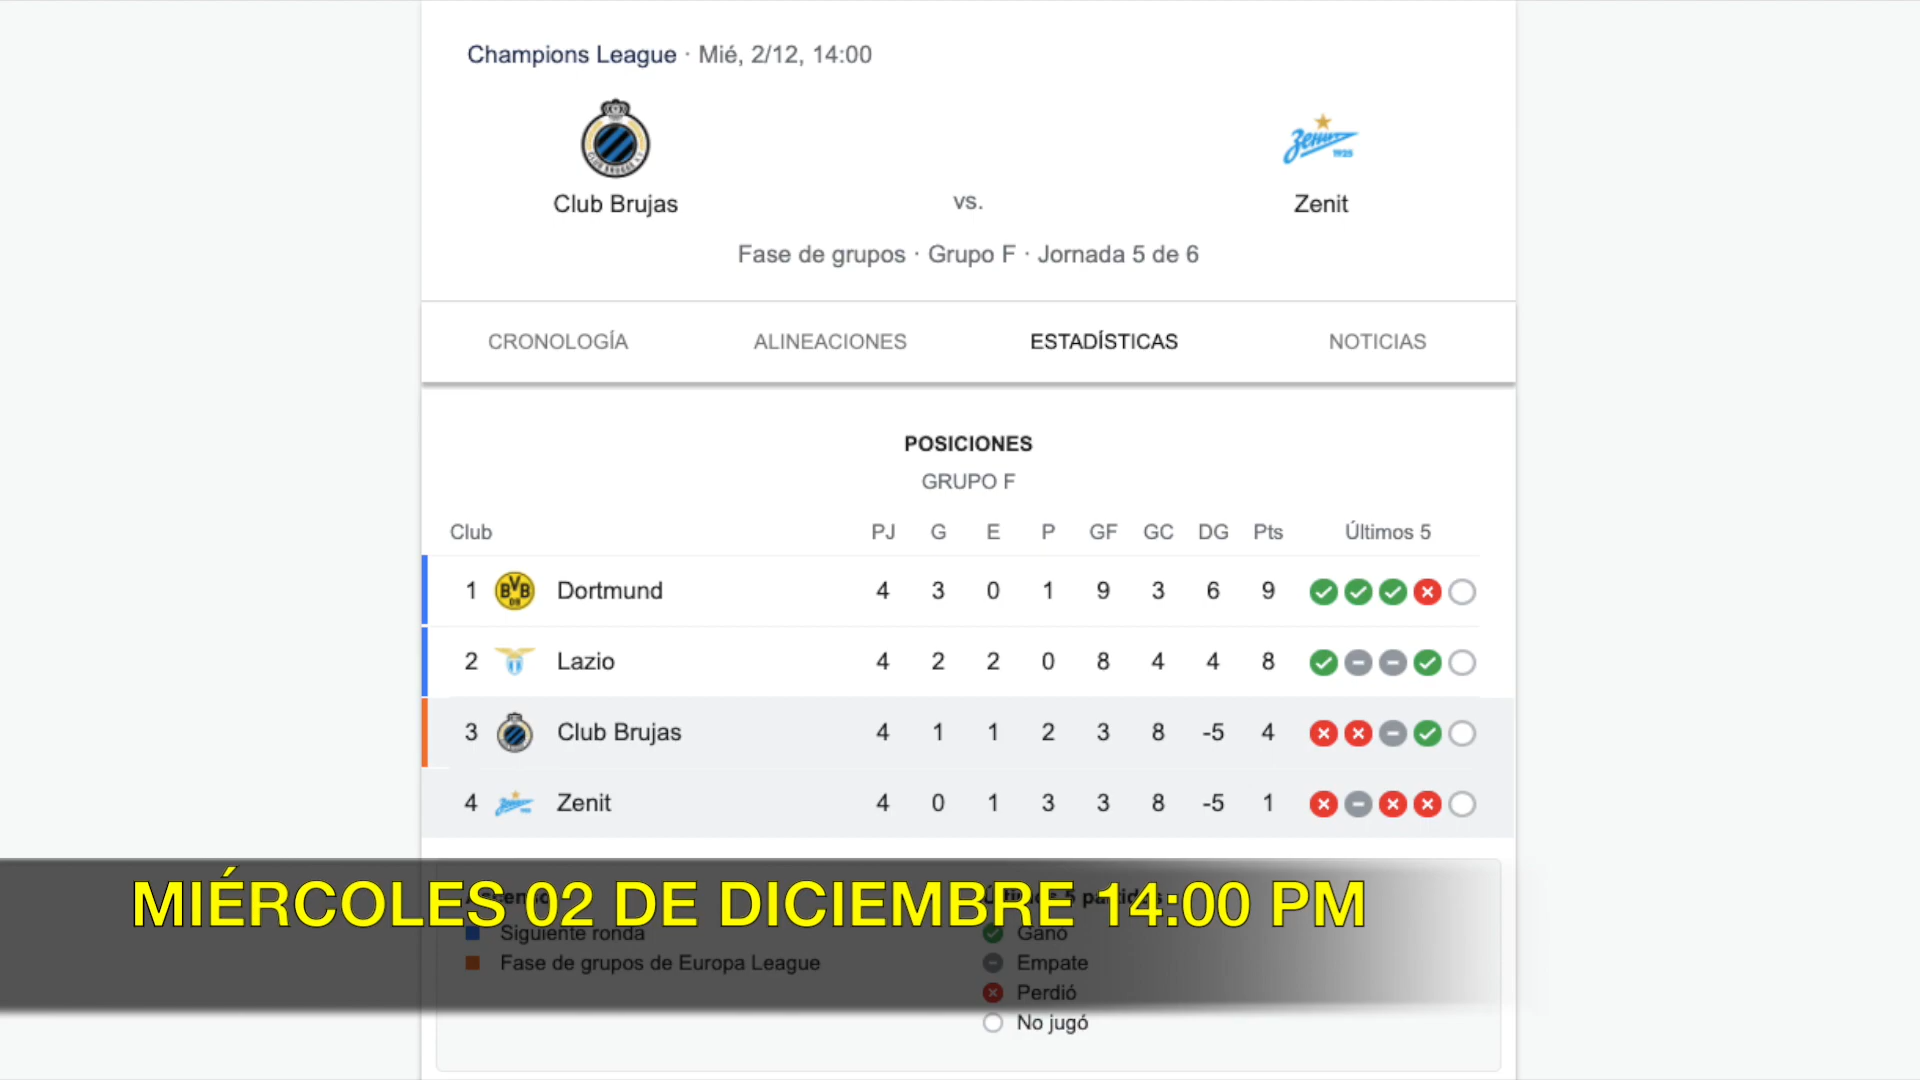 Champions League · Mié, 2/12, 14:00
Club Brujas
vs.
Zenit
Fase de grupos · Grupo F · Jornada 5 de 6
CRONOLOGÍA ALINEACIONES ESTADÍSTICAS NOTICIAS
POSICIONES
GRUPO F
Club PJ G E P GF GC DG Pts Últimos 5
1 Dortmund 4 3 0 1 9 3 6 9
2 Lazio 4 2 2 0 8 4 4 8
3 Club Brujas 4 1 1 2 3 8 -5 4
4 Zenit 4 0 1 3 3 8 -5 1
MIÉRCOLES 02 DE DICIEMBRE 14:00 PM
Siguiente ronda
Fase de grupos de Europa League
Ganó
Empate
Perdió
No jugó